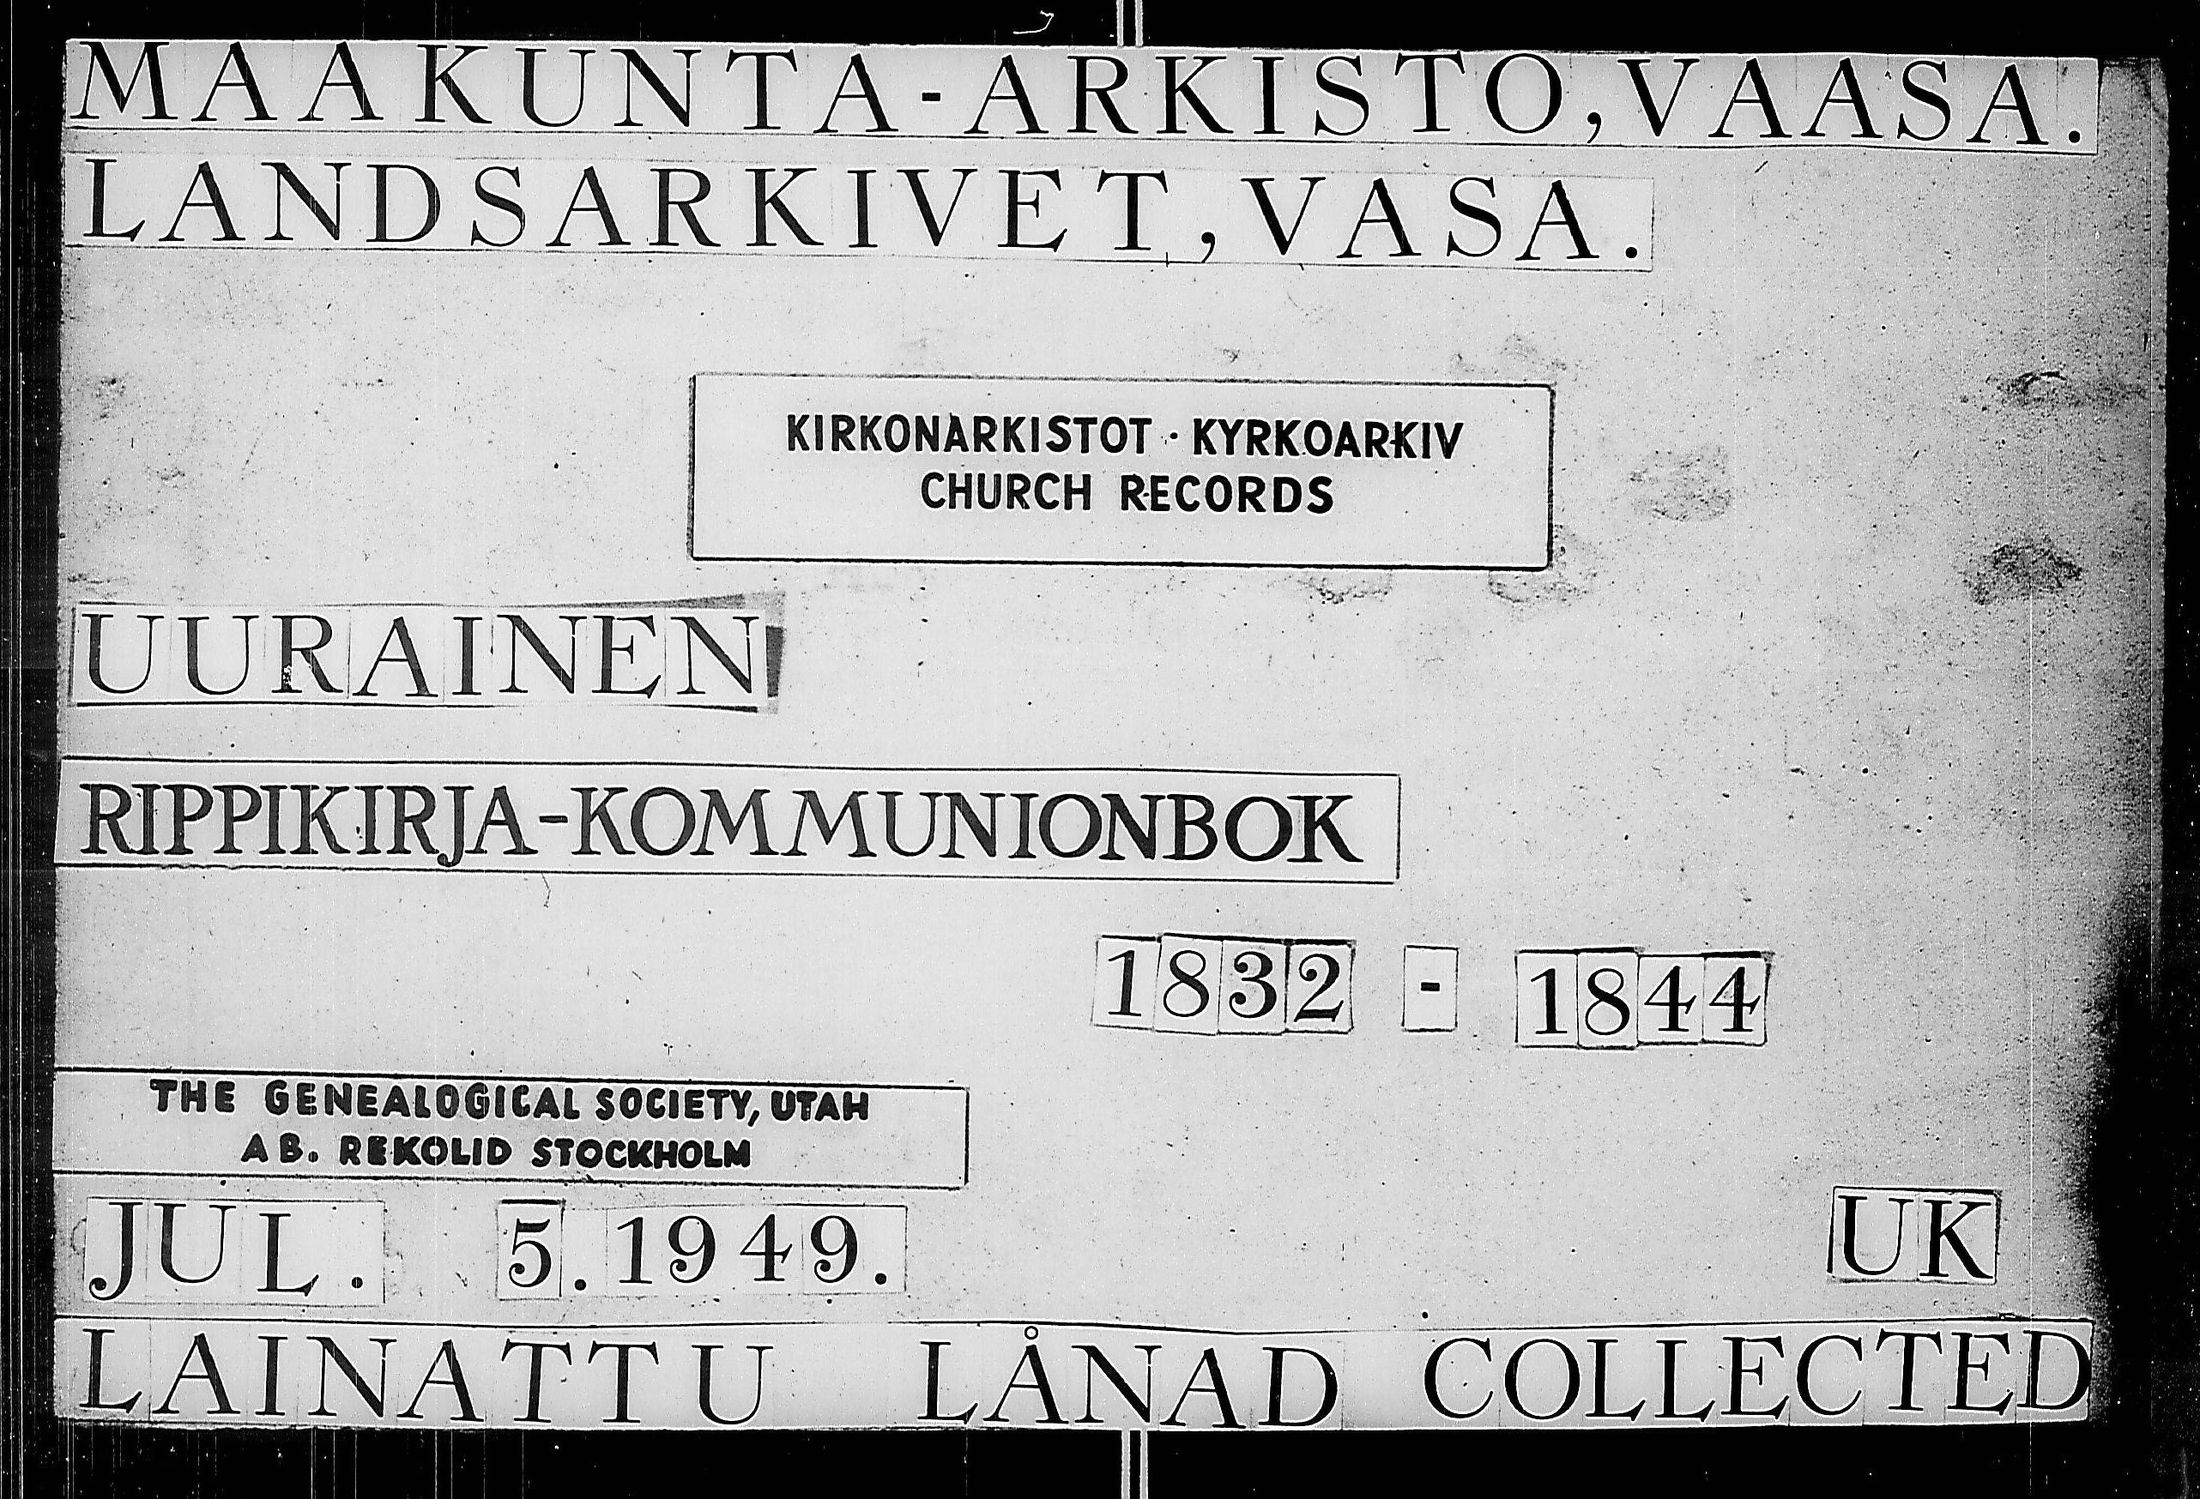 MAAKUNTA-ARKISTO, VAASA.
LANDSARKIVET, VASA.
KIRKONARKISTOT · KYRKOARKIV
CHURCH RECORDS
UURAINEN
RIPPIKIRJA-KOMMUNIONBOK
1832 - 1844
THE GENEALOGICAL SOCIETY, UTAH
AB. REKOLID STOCKHOLM
JUL. 5. 1949. UK
LAINATTU LÅNAD COLLECTED